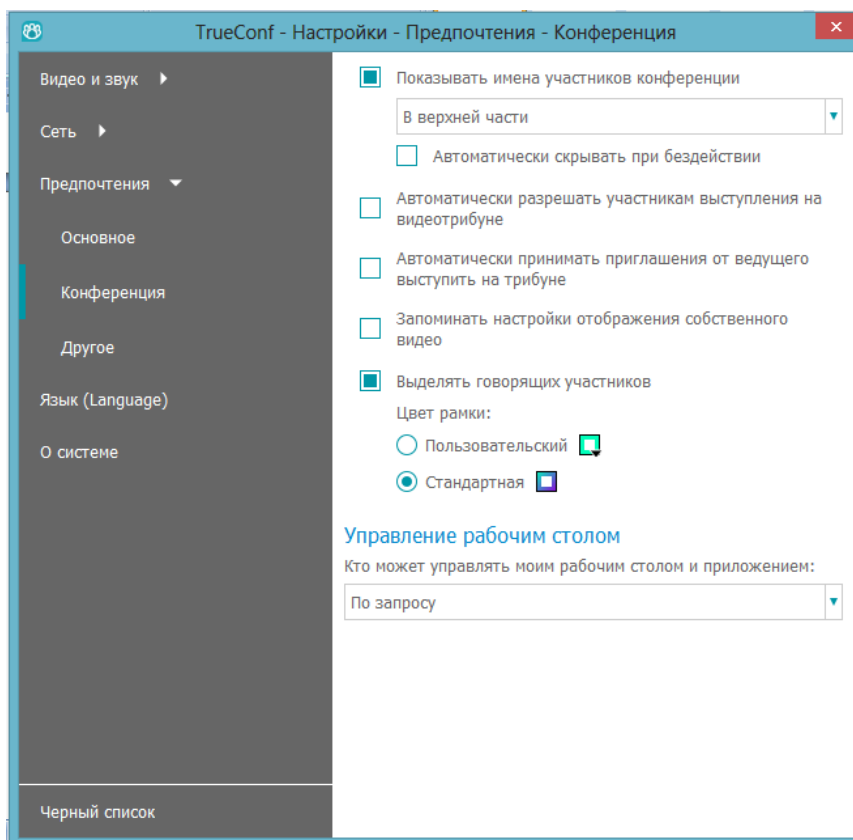 TrueConf - Настройки - Предпочтения - Конференция
Видео и звук
Сеть
Предпочтения
Основное
Конференция
Другое
Язык (Language)
О системе
Черный список
Показывать имена участников конференции
В верхней части
Автоматически скрывать при бездействии
Автоматически разрешать участникам выступления на
видеотрибуне
Автоматически принимать приглашения от ведущего
выступить на трибуне
Запоминать настройки отображения собственного
видео
Выделять говорящих участников
Цвет рамки:
Пользовательский
Стандартная
Управление рабочим столом
Кто может управлять моим рабочим столом и приложением:
По запросу